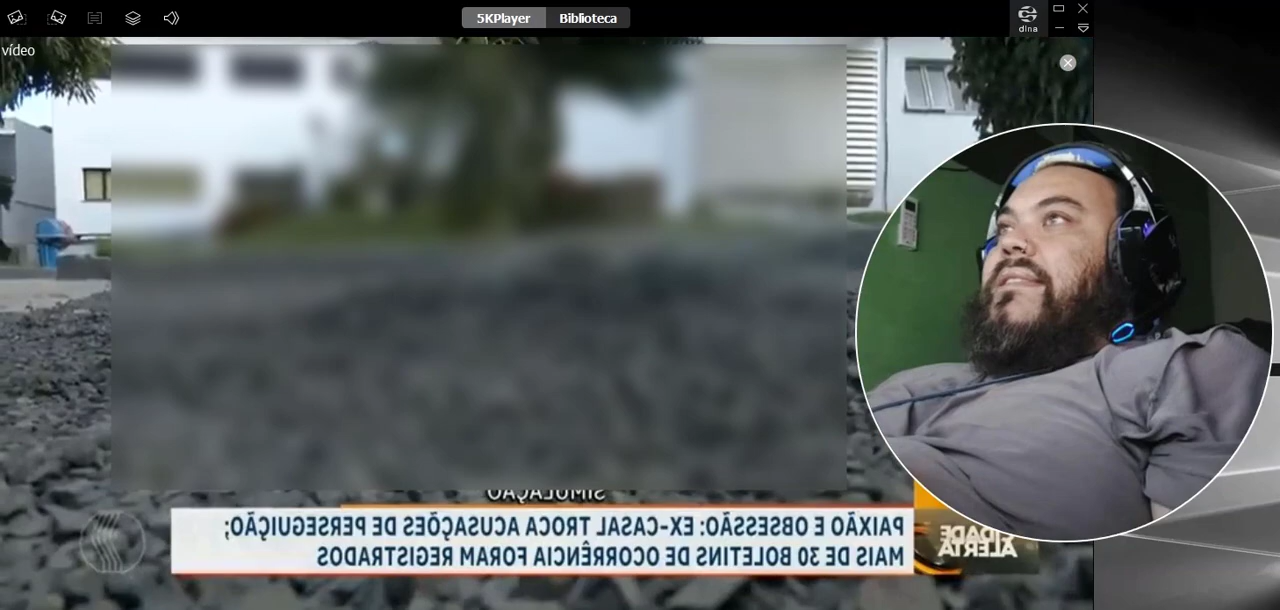 5KPlayer
Biblioteca
dina
vídeo
SIMULAÇÃO
PAIXÃO E OBSESSÃO: EX-CASAL TROCA ACUSAÇÕES DE PERSEGUIÇÃO;
MAIS DE 30 BOLETINS DE OCORRÊNCIA FORAM REGISTRADOS
CIDADE
ALERTA